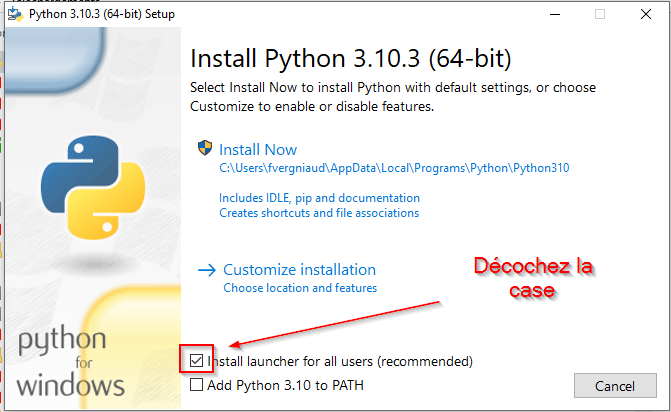 Python 3.10.3 (64-bit) Setup
Install Python 3.10.3 (64-bit)
Select Install Now to install Python with default settings, or choose
Customize to enable or disable features.
Install Now
C:\Users\fvergniaud\AppData\Local\Programs\Python\Python310
Includes IDLE, pip and documentation
Creates shortcuts and file associations
Customize installation
Choose location and features
Décochez la
case
Install launcher for all users (recommended)
Add Python 3.10 to PATH
Cancel
python
for
windows